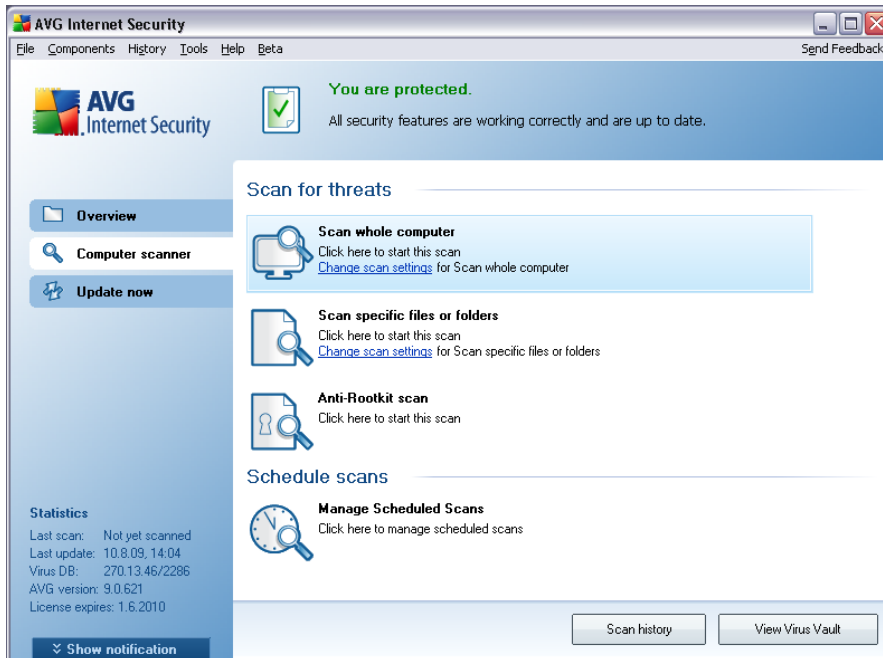 AVG Internet Security
File Components History Tools Help Beta Send Feedback
AVG
Internet Security
You are protected.
All security features are working correctly and are up to date.
Overview
Computer scanner
Update now
Scan for threats
Scan whole computer
Click here to start this scan
Change scan settings for Scan whole computer
Scan specific files or folders
Click here to start this scan
Change scan settings for Scan specific files or folders
Anti-Rootkit scan
Click here to start this scan
Schedule scans
Manage Scheduled Scans
Click here to manage scheduled scans
Statistics
Last scan: Not yet scanned
Last update: 10.8.09, 14:04
Virus DB: 270.13.46/2286
AVG version: 9.0.621
License expires: 1.6.2010
Show notification
Scan history
View Virus Vault